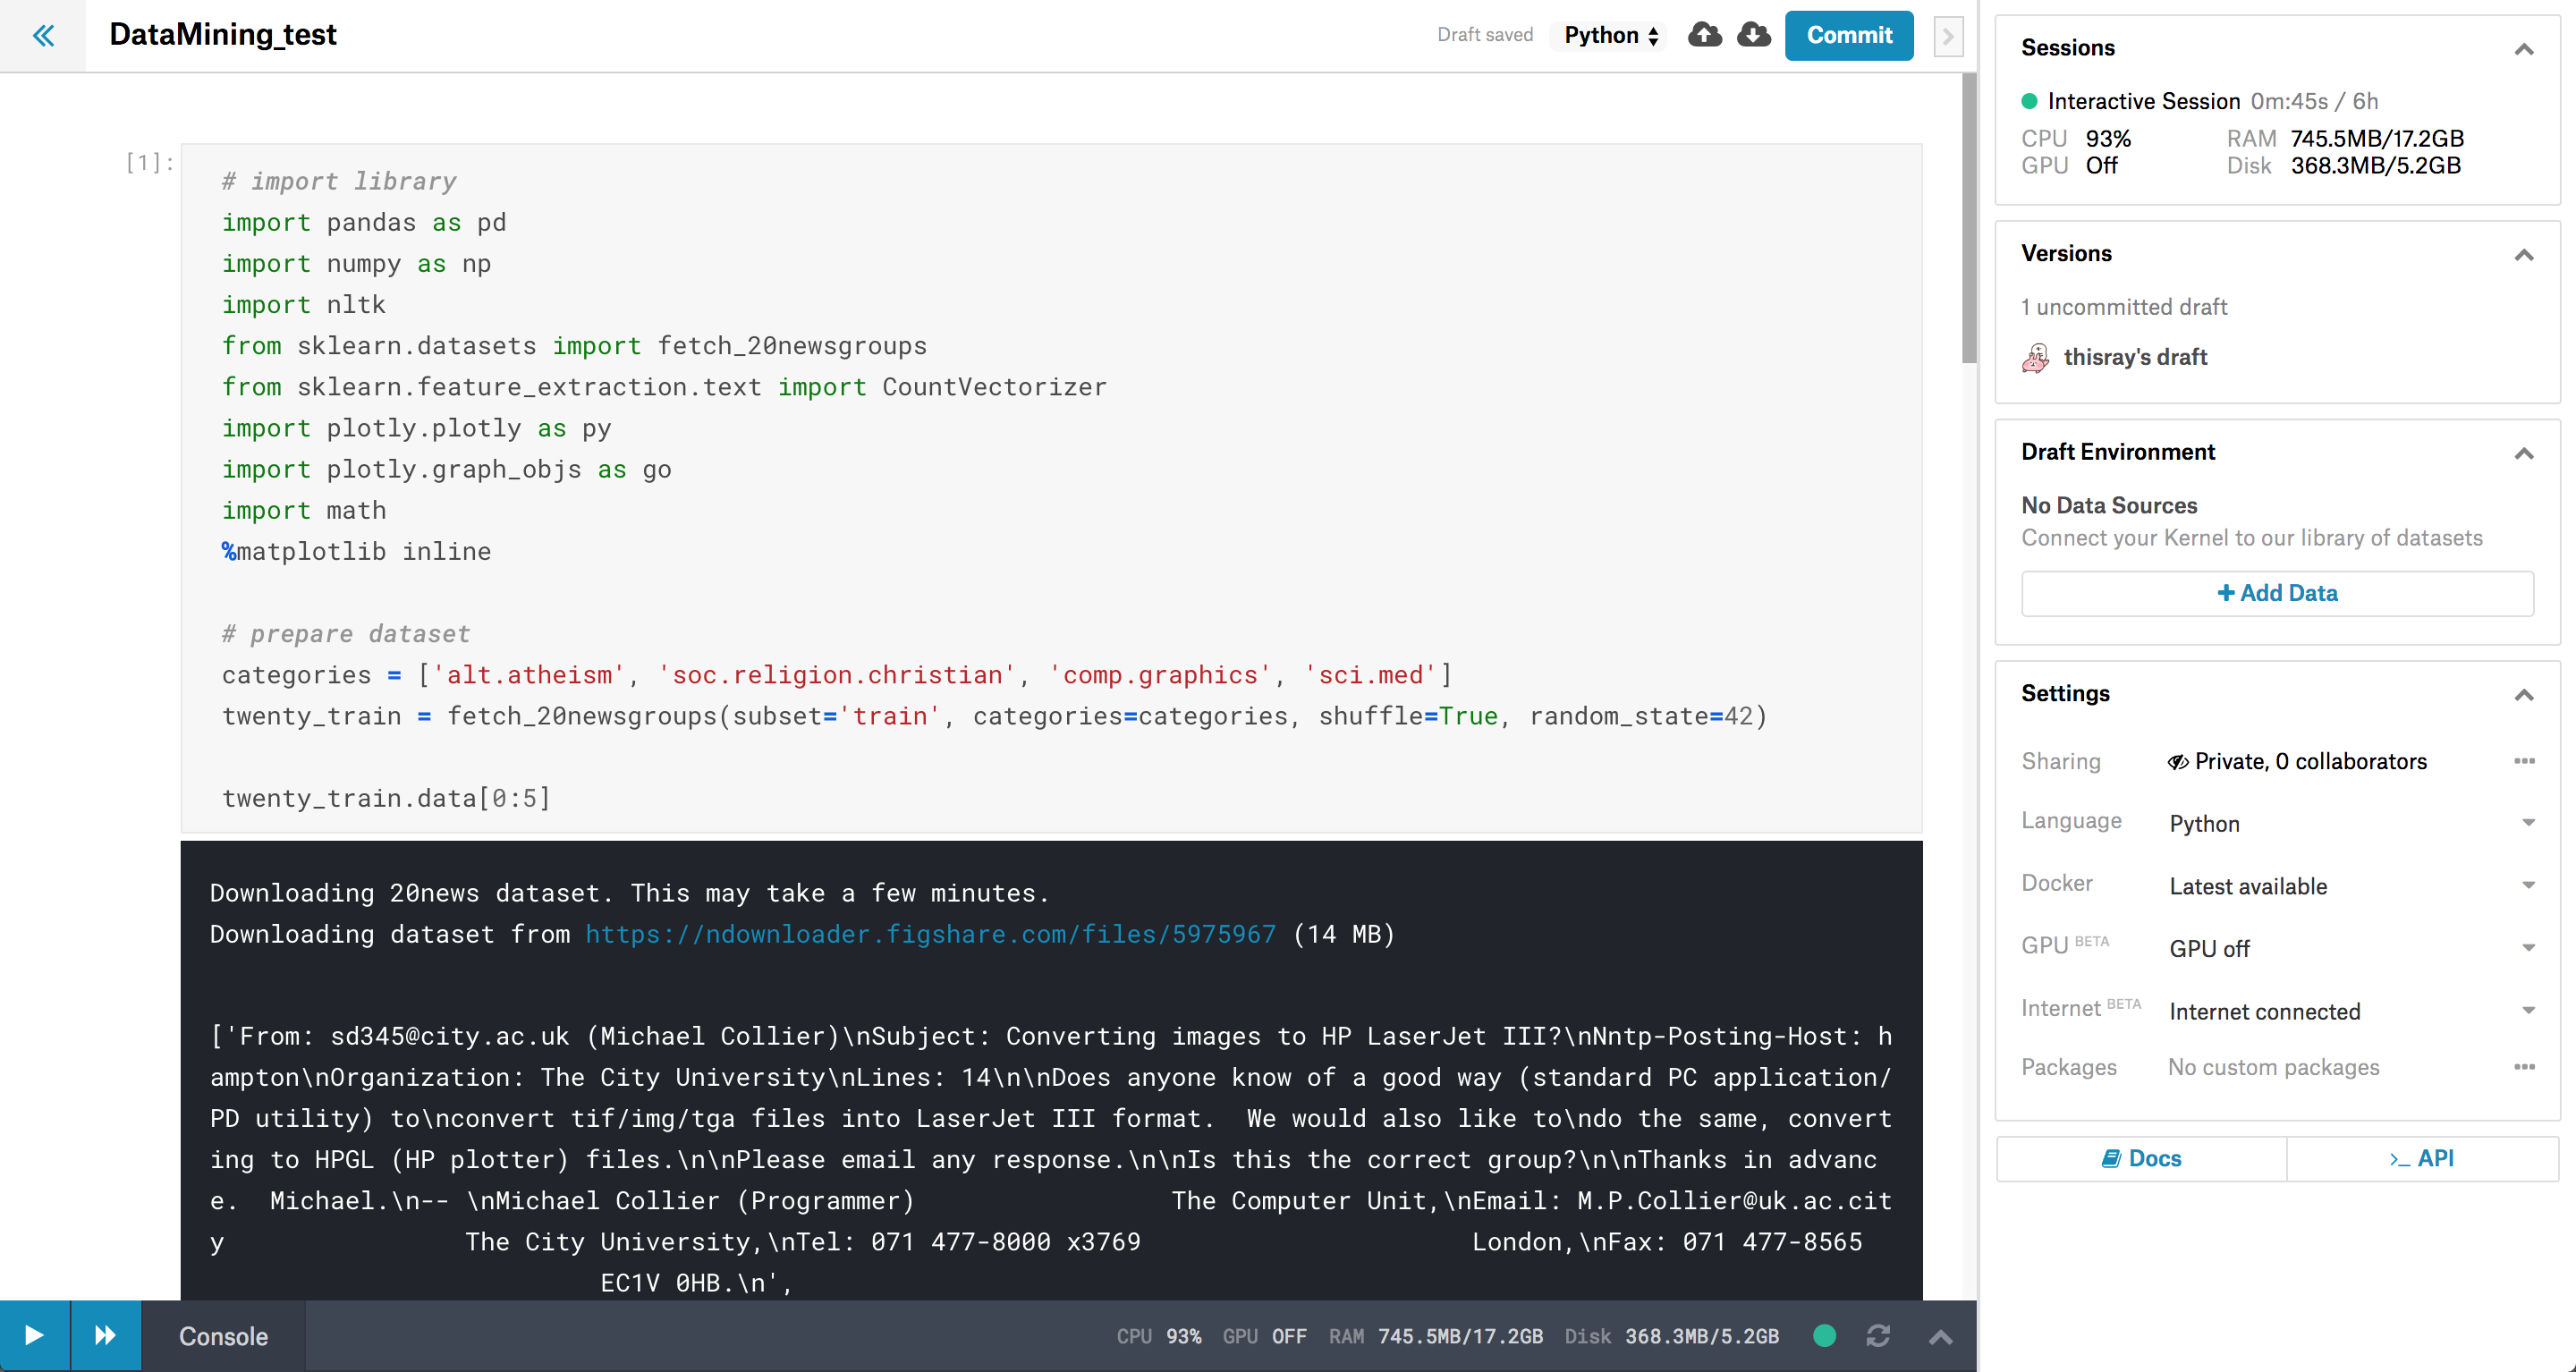 DataMining_test
Draft saved
Python
Commit
[1]:
# import library
import pandas as pd
import numpy as np
import nltk
from sklearn.datasets import fetch_20newsgroups
from sklearn.feature_extraction.text import CountVectorizer
import plotly.plotly as py
import plotly.graph_objs as go
import math
%matplotlib inline
# prepare dataset
categories = ['alt.atheism', 'soc.religion.christian', 'comp.graphics', 'sci.med']
twenty_train = fetch_20newsgroups(subset='train', categories=categories, shuffle=True, random_state=42)
twenty_train.data[0:5]
Downloading 20news dataset. This may take a few minutes.
Downloading dataset from https://ndownloader.figshare.com/files/5975967 (14 MB)
['From: sd345@city.ac.uk (Michael Collier)\nSubject: Converting images to HP LaserJet III?\nNntp-Posting-Host: h
ampton\nOrganization: The City University\nLines: 14\n\nDoes anyone know of a good way (standard PC application/
PD utility) to\nconvert tif/img/tga files into LaserJet III format.  We would also like to\ndo the same, convert
ing to HPGL (HP plotter) files.\n\nPlease email any response.\n\nIs this the correct group?\n\nThanks in advanc
e.  Michael.\n-- \nMichael Collier (Programmer)                 The Computer Unit,\nEmail: M.P.Collier@uk.ac.cit
y                The City University,\nTel: 071 477-8000 x3769                      London,\nFax: 071 477-8565
EC1V 0HB.\n',
Console
CPU 93% GPU OFF RAM 745.5MB/17.2GB Disk 368.3MB/5.2GB
Sessions
Interactive Session 0m:45s / 6h
CPU 93% RAM 745.5MB/17.2GB
GPU Off Disk 368.3MB/5.2GB
Versions
1 uncommitted draft
thisray's draft
Draft Environment
No Data Sources
Connect your Kernel to our library of datasets
+ Add Data
Settings
Sharing Private, 0 collaborators
Language Python
Docker Latest available
GPU BETA GPU off
Internet BETA Internet connected
Packages No custom packages
Docs
>_ API